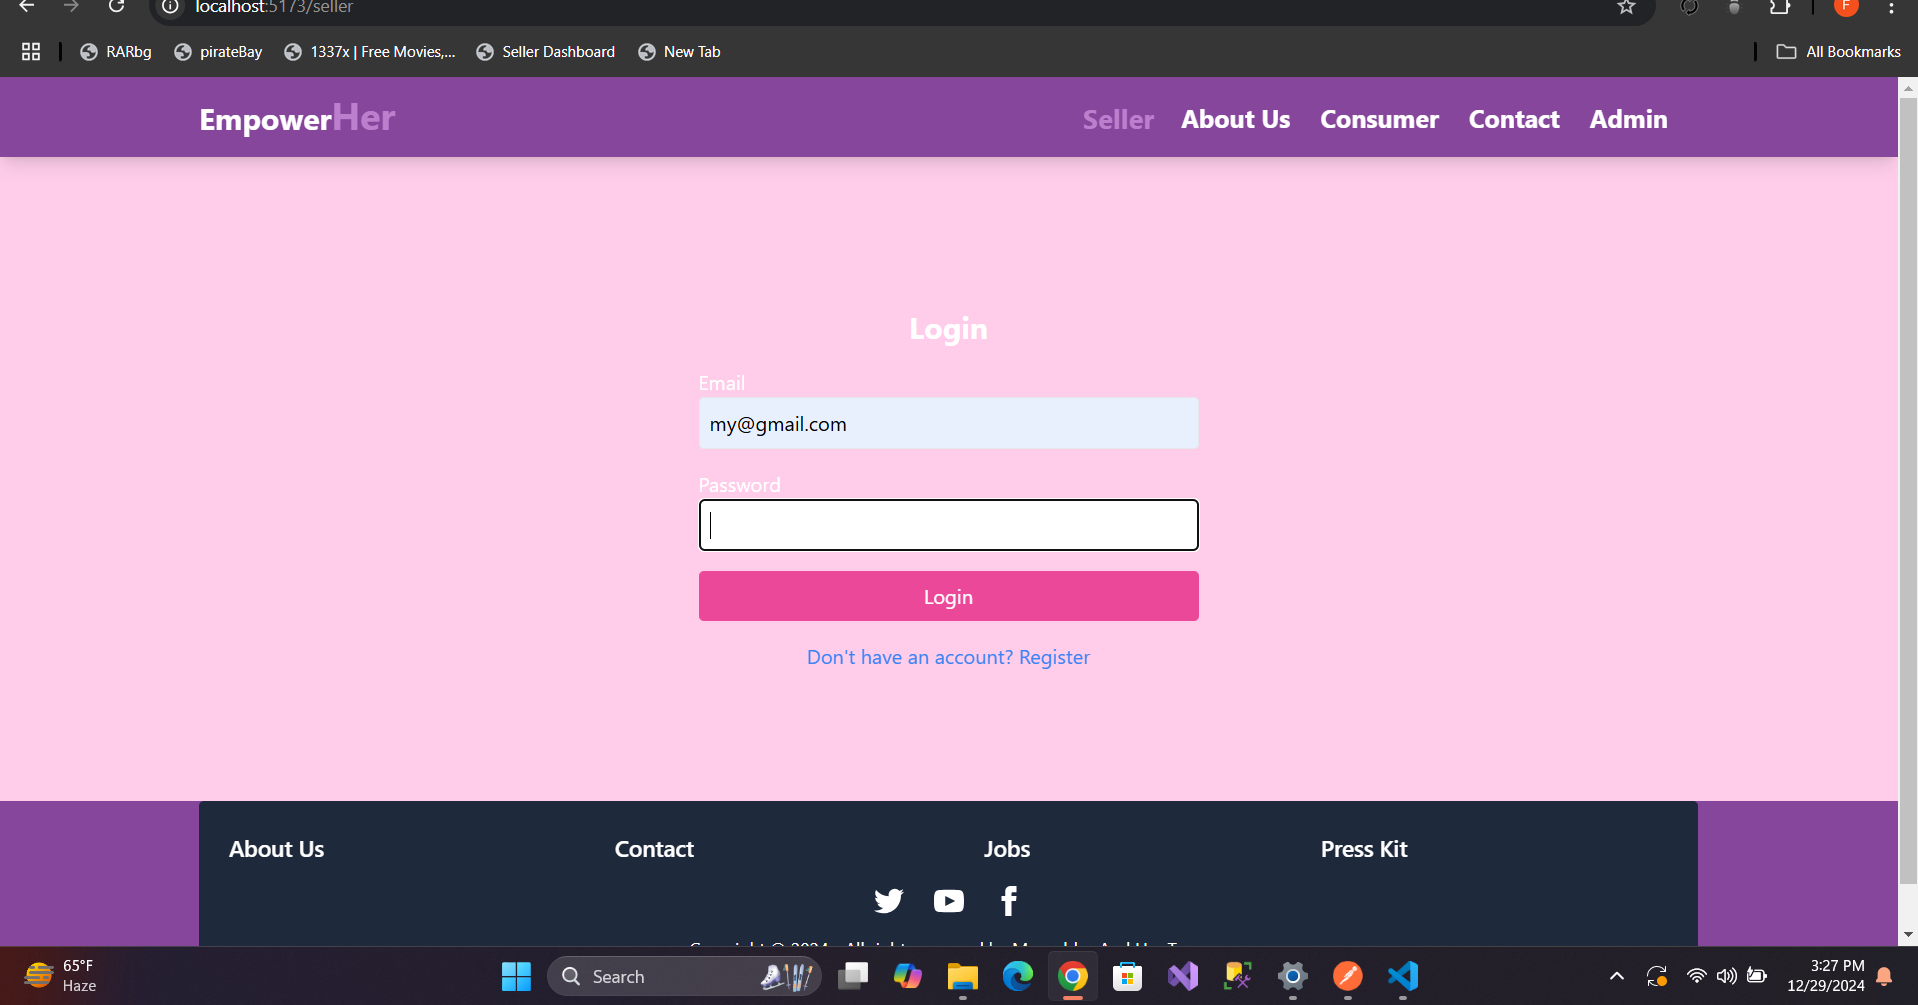 localhost:5173/seller
F
RARbg pirateBay 1337x | Free Movies,... Seller Dashboard New Tab All Bookmarks
EmpowerHer Seller About Us Consumer Contact Admin
Login
Email
my@gmail.com
Password
Login
Don't have an account? Register
About Us Contact Jobs Press Kit
65°F
Haze
Search
3:27 PM
12/29/2024